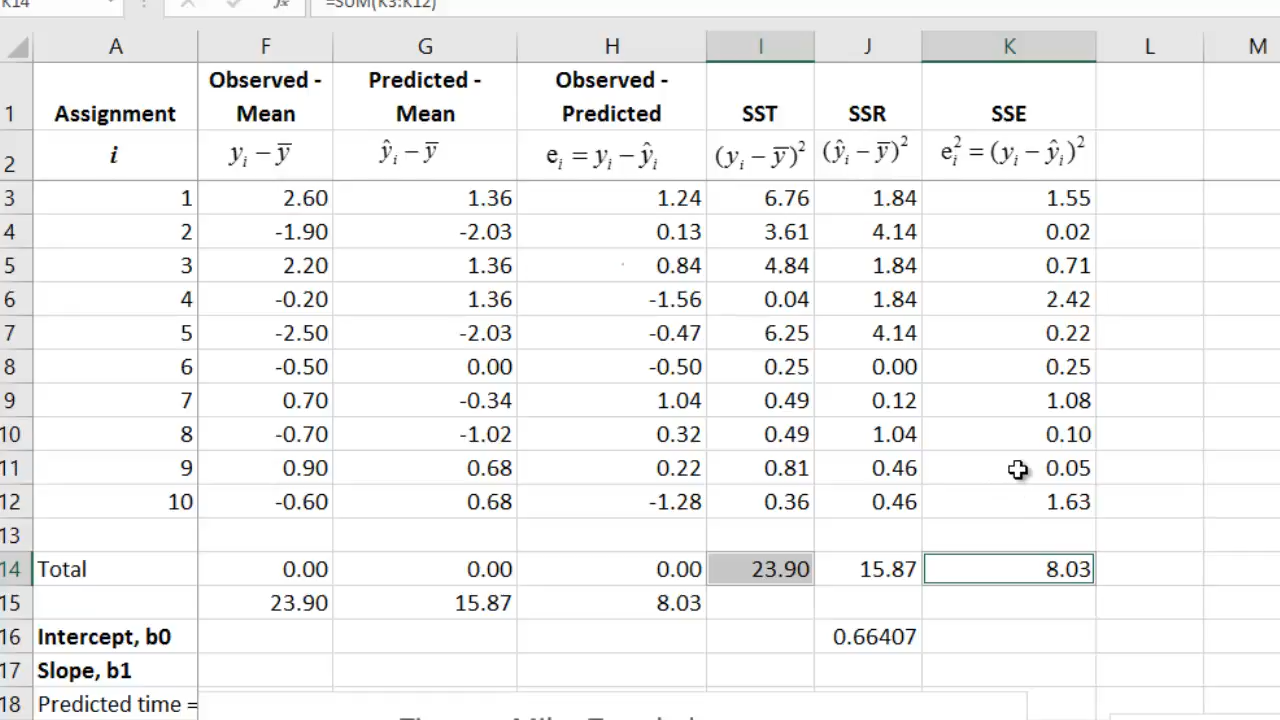 K14 =SUM(K3:K12)
A F G H I J K L M
Observed - Predicted - Observed -
1 Assignment Mean Mean Predicted SST SSR SSE
2 i yᵢ − ȳ ŷᵢ − ȳ eᵢ = yᵢ − ŷᵢ (yᵢ − ȳ)² (ŷᵢ − ȳ)² eᵢ² = (yᵢ − ŷᵢ)²
3 1 2.60 1.36 1.24 6.76 1.84 1.55
4 2 -1.90 -2.03 0.13 3.61 4.14 0.02
5 3 2.20 1.36 0.84 4.84 1.84 0.71
6 4 -0.20 1.36 -1.56 0.04 1.84 2.42
7 5 -2.50 -2.03 -0.47 6.25 4.14 0.22
8 6 -0.50 0.00 -0.50 0.25 0.00 0.25
9 7 0.70 -0.34 1.04 0.49 0.12 1.08
10 8 -0.70 -1.02 0.32 0.49 1.04 0.10
11 9 0.90 0.68 0.22 0.81 0.46 0.05
12 10 -0.60 0.68 -1.28 0.36 0.46 1.63
13
14 Total 0.00 0.00 0.00 23.90 15.87 8.03
15 23.90 15.87 8.03
16 Intercept, b0 0.66407
17 Slope, b1
18 Predicted time =